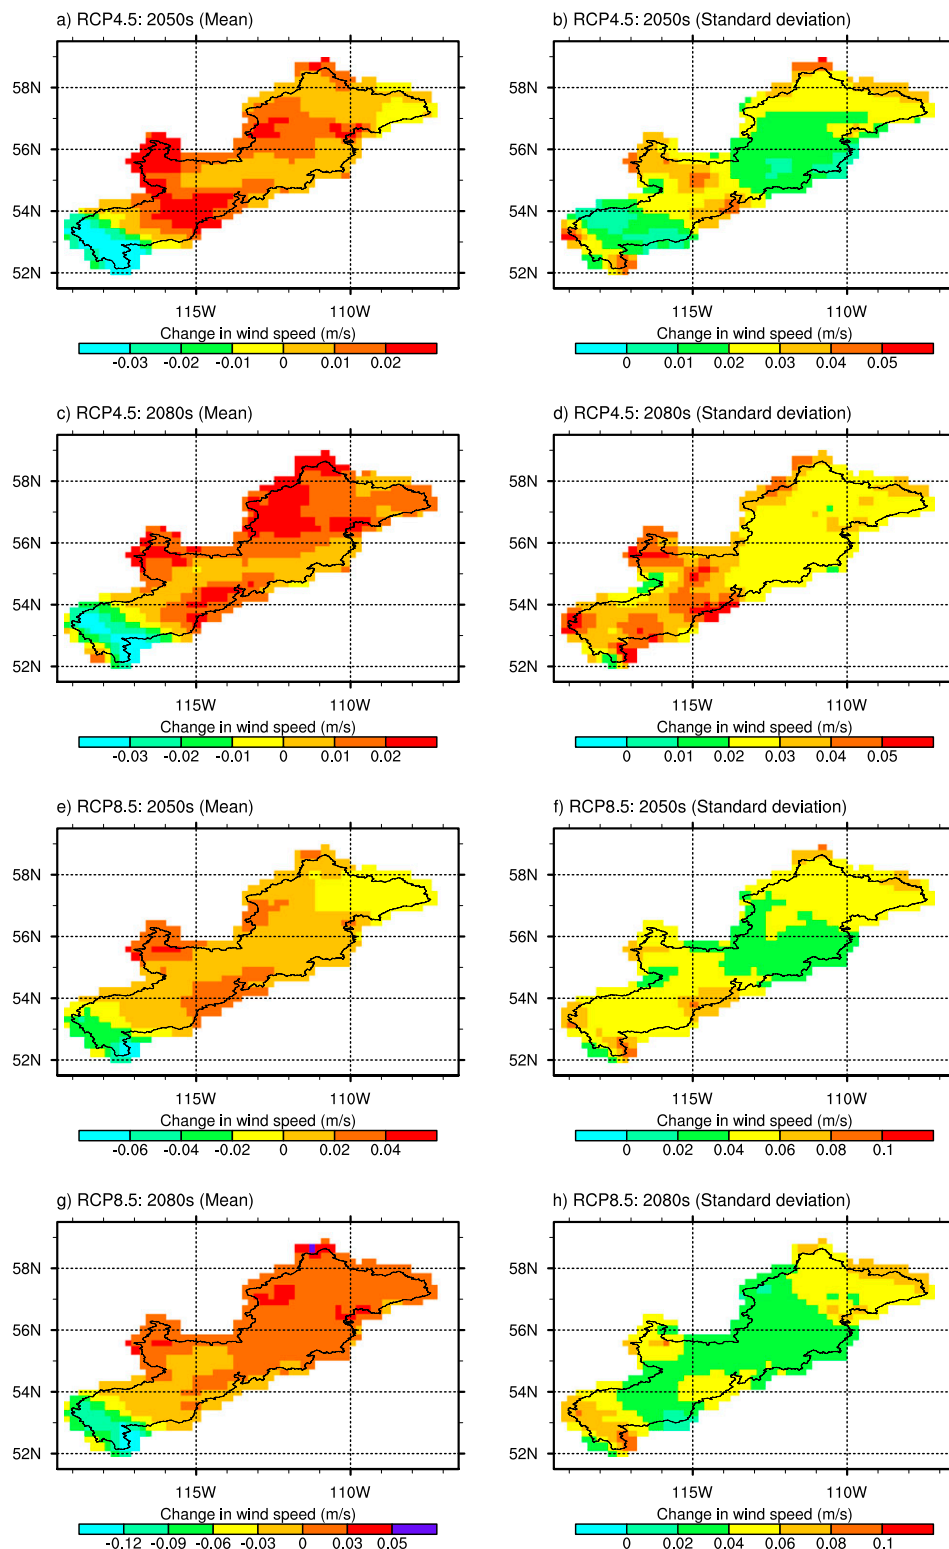 a) RCP4.5: 2050s (Mean)
b) RCP4.5: 2050s (Standard deviation)
58N
56N
54N
52N
58N
56N
54N
52N
115W 110W
115W 110W
Change in wind speed (m/s)
Change in wind speed (m/s)
-0.03 -0.02 -0.01 0 0.01 0.02
0 0.01 0.02 0.03 0.04 0.05
c) RCP4.5: 2080s (Mean)
d) RCP4.5: 2080s (Standard deviation)
58N
56N
54N
52N
58N
56N
54N
52N
115W 110W
115W 110W
Change in wind speed (m/s)
Change in wind speed (m/s)
-0.03 -0.02 -0.01 0 0.01 0.02
0 0.01 0.02 0.03 0.04 0.05
e) RCP8.5: 2050s (Mean)
f) RCP8.5: 2050s (Standard deviation)
58N
56N
54N
52N
58N
56N
54N
52N
115W 110W
115W 110W
Change in wind speed (m/s)
Change in wind speed (m/s)
-0.06 -0.04 -0.02 0 0.02 0.04
0 0.02 0.04 0.06 0.08 0.1
g) RCP8.5: 2080s (Mean)
h) RCP8.5: 2080s (Standard deviation)
58N
56N
54N
52N
58N
56N
54N
52N
115W 110W
115W 110W
Change in wind speed (m/s)
Change in wind speed (m/s)
-0.12 -0.09 -0.06 -0.03 0 0.03 0.05
0 0.02 0.04 0.06 0.08 0.1